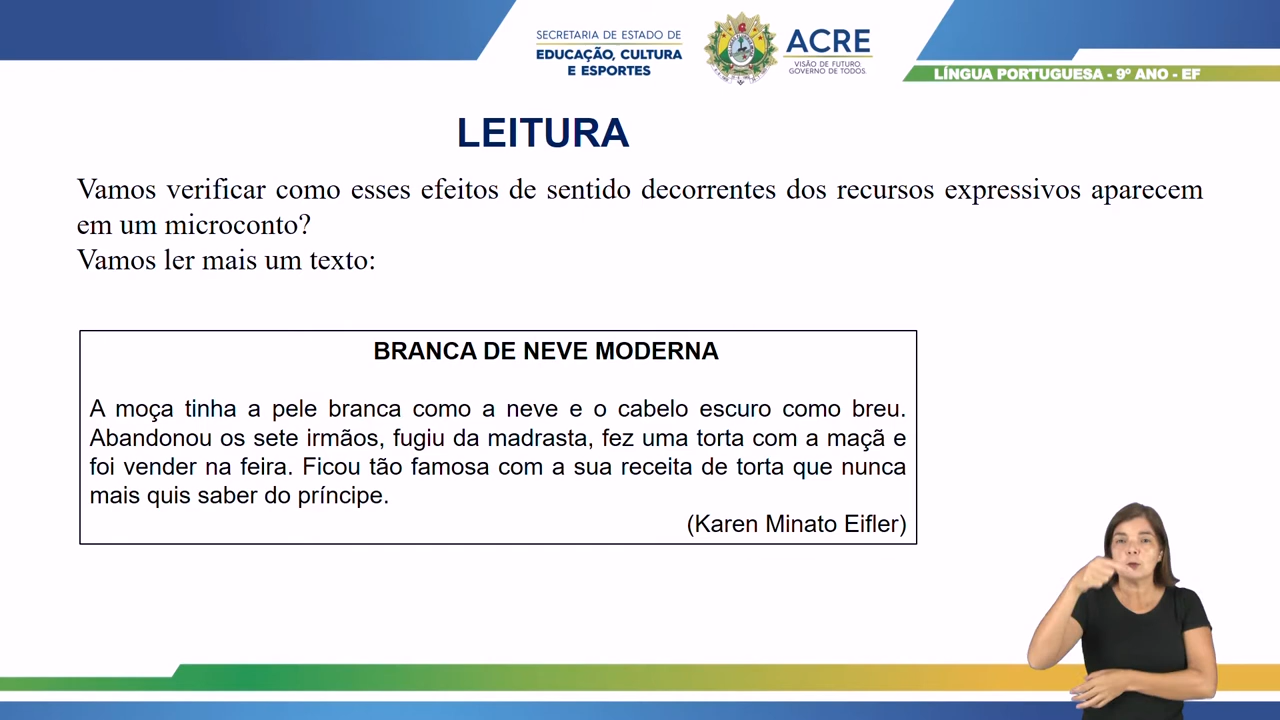 SECRETARIA DE ESTADO DE
EDUCAÇÃO, CULTURA
E ESPORTES
ACRE
VISÃO DE FUTURO.
GOVERNO DE TODOS.
LÍNGUA PORTUGUESA - 9º ANO - EF
LEITURA
Vamos verificar como esses efeitos de sentido decorrentes dos recursos expressivos aparecem
em um microconto?
Vamos ler mais um texto:
BRANCA DE NEVE MODERNA
A moça tinha a pele branca como a neve e o cabelo escuro como breu.
Abandonou os sete irmãos, fugiu da madrasta, fez uma torta com a maçã e
foi vender na feira. Ficou tão famosa com a sua receita de torta que nunca
mais quis saber do príncipe.
(Karen Minato Eifler)